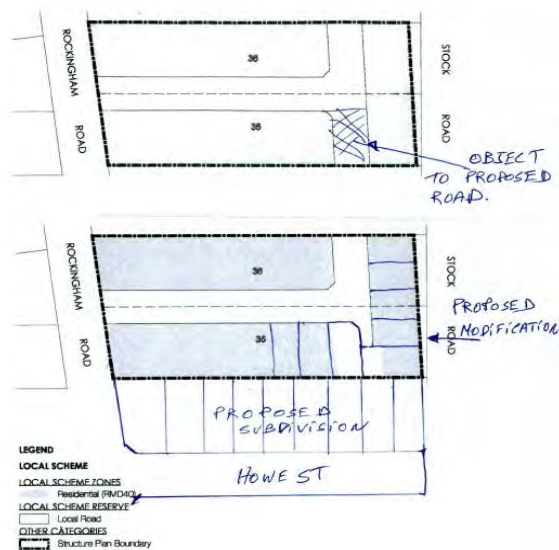 ROCKINGHAM
ROAD
36
36
STOCK
ROAD
OBJECT
TO PROPOSED
ROAD.
ROCKINGHAM
ROAD
36
36
STOCK
ROAD
PROPOSED
MODIFICATION
PROPOSED
SUBDIVISION
HOWE ST
LEGEND
LOCAL SCHEME
LOCAL SCHEME ZONES
Residential (RMD40)
LOCAL SCHEME RESERVE
Local Road
OTHER CATEGORIES
Structure Plan Boundary